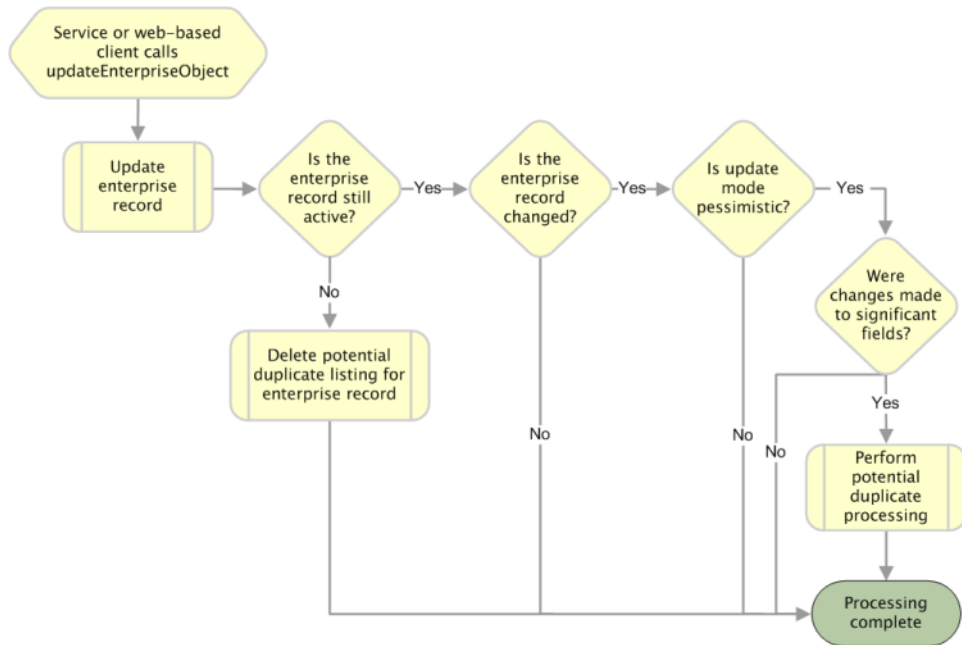 Service or web-based
client calls
updateEnterpriseObject
Update
enterprise
record
Is the
enterprise
record still
active?
Yes
Is the
enterprise
record
changed?
Yes
Is update
mode
pessimistic?
Yes
Were
changes made
to significant
fields?
No
Delete potential
duplicate listing for
enterprise record
No
No
No
Yes
Perform
potential
duplicate
processing
Processing
complete